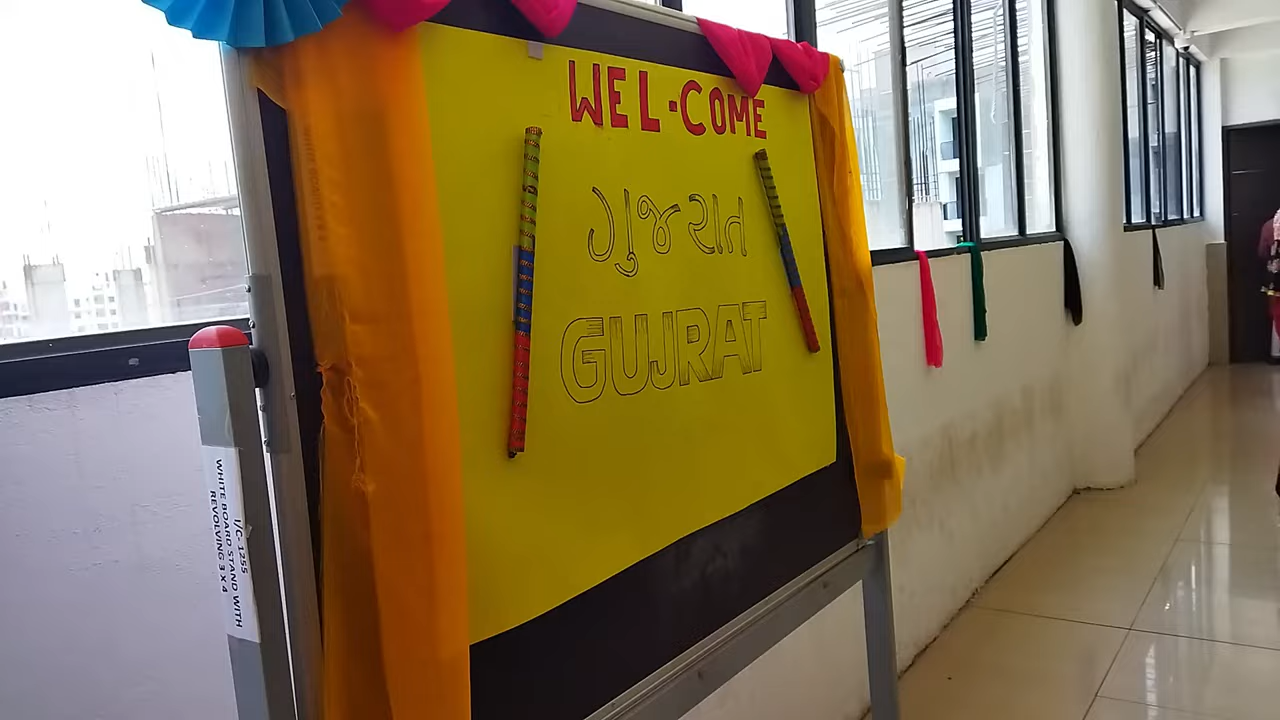 WEL-COME
ગુજરાત
GUJRAT
I/C- 1255
WHITE BOARD STAND WITH
REVOLVING 3 X 4